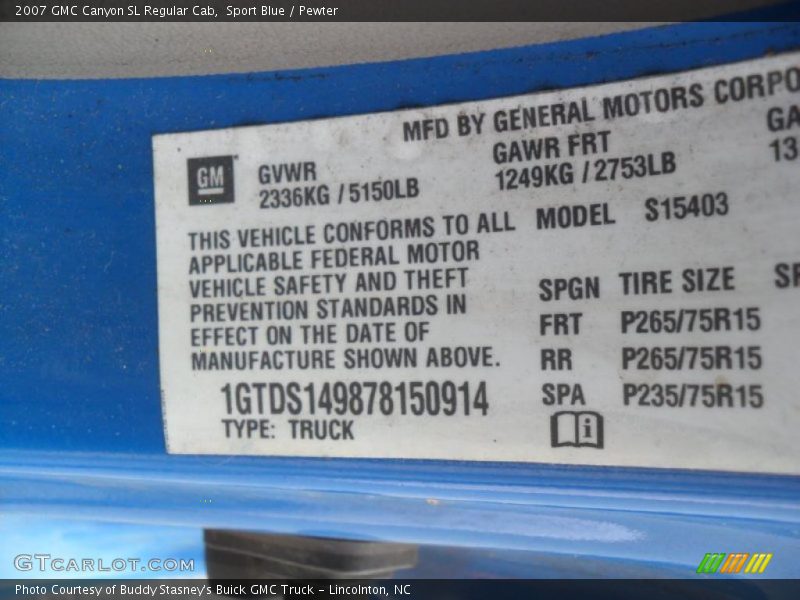 2007 GMC Canyon SL Regular Cab,  Sport Blue / Pewter
MFD BY GENERAL MOTORS CORPO
GM
GVWR
2336KG / 5150LB
GAWR FRT
1249KG / 2753LB
GA
13
THIS VEHICLE CONFORMS TO ALL
APPLICABLE FEDERAL MOTOR
VEHICLE SAFETY AND THEFT
PREVENTION STANDARDS IN
EFFECT ON THE DATE OF
MANUFACTURE SHOWN ABOVE.
MODEL S15403
SPGN TIRE SIZE SP
FRT P265/75R15
RR P265/75R15
SPA P235/75R15
1GTDS149878150914
TYPE: TRUCK
i
GTCARLOT.COM
Photo Courtesy of Buddy Stasney's Buick GMC Truck - Lincolnton, NC